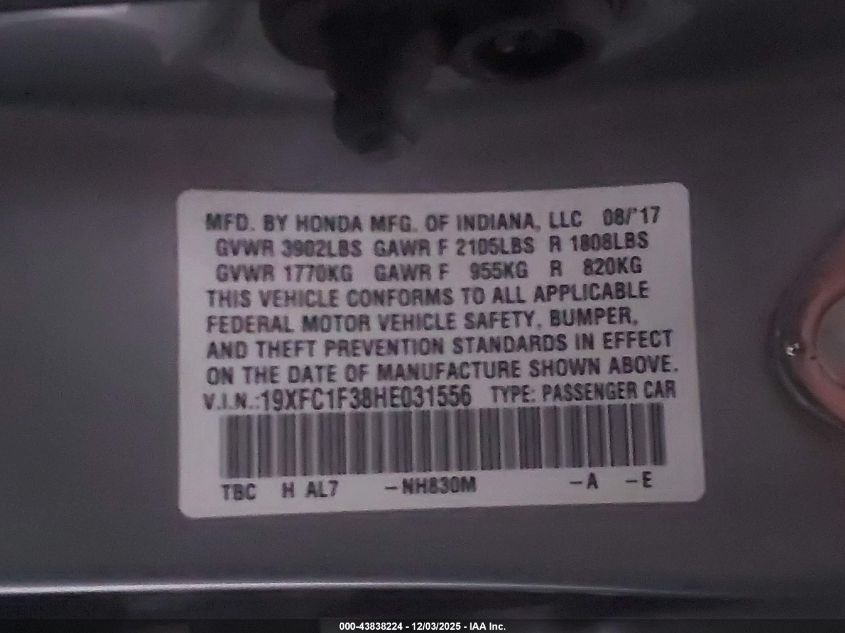 MFD. BY HONDA MFG. OF INDIANA, LLC 08/'17
GVWR 3902LBS GAWR F 2105LBS R 1808LBS
GVWR 1770KG GAWR F 955KG R 820KG
THIS VEHICLE CONFORMS TO ALL APPLICABLE
FEDERAL MOTOR VEHICLE SAFETY, BUMPER,
AND THEFT PREVENTION STANDARDS IN EFFECT
ON THE DATE OF MANUFACTURE SHOWN ABOVE.
V.I.N.:19XFC1F38HE031556 TYPE: PASSENGER CAR
TBC H AL7 -NH830M -A -E
000-43838224 - 12/03/2025 - IAA Inc.